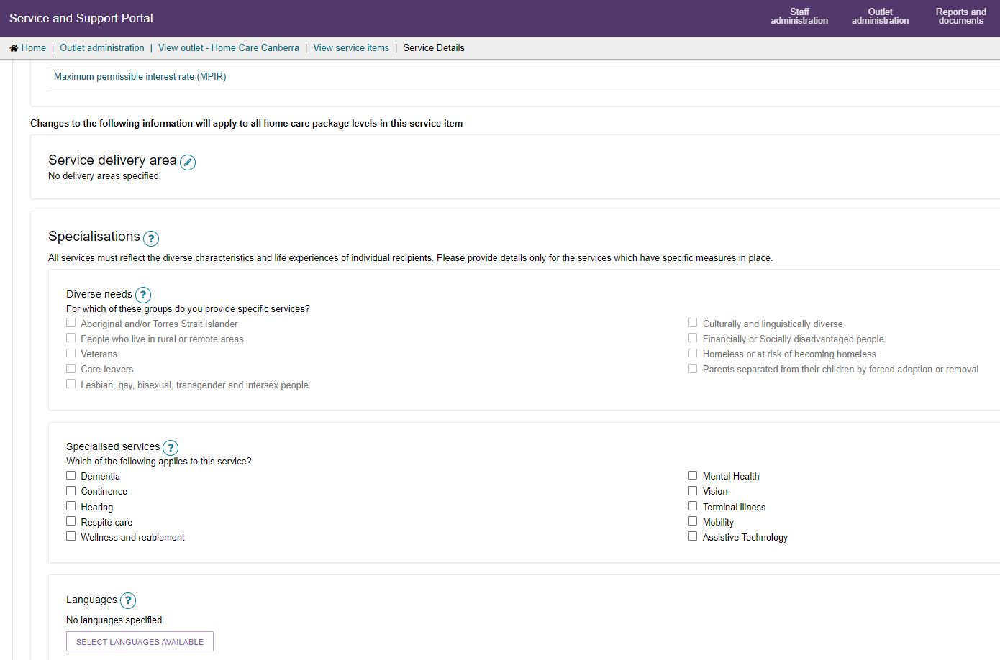 Service and Support Portal
Staff administration
Outlet administration
Reports and documents
Home | Outlet administration | View outlet - Home Care Canberra | View service items | Service Details
Maximum permissible interest rate (MPIR)
Changes to the following information will apply to all home care package levels in this service item
Service delivery area
No delivery areas specified
Specialisations ?
All services must reflect the diverse characteristics and life experiences of individual recipients. Please provide details only for the services which have specific measures in place.
Diverse needs ?
For which of these groups do you provide specific services?
Aboriginal and/or Torres Strait Islander
Culturally and linguistically diverse
People who live in rural or remote areas
Financially or Socially disadvantaged people
Veterans
Homeless or at risk of becoming homeless
Care-leavers
Parents separated from their children by forced adoption or removal
Lesbian, gay, bisexual, transgender and intersex people
Specialised services ?
Which of the following applies to this service?
Dementia
Mental Health
Continence
Vision
Hearing
Terminal illness
Respite care
Mobility
Wellness and reablement
Assistive Technology
Languages ?
No languages specified
SELECT LANGUAGES AVAILABLE